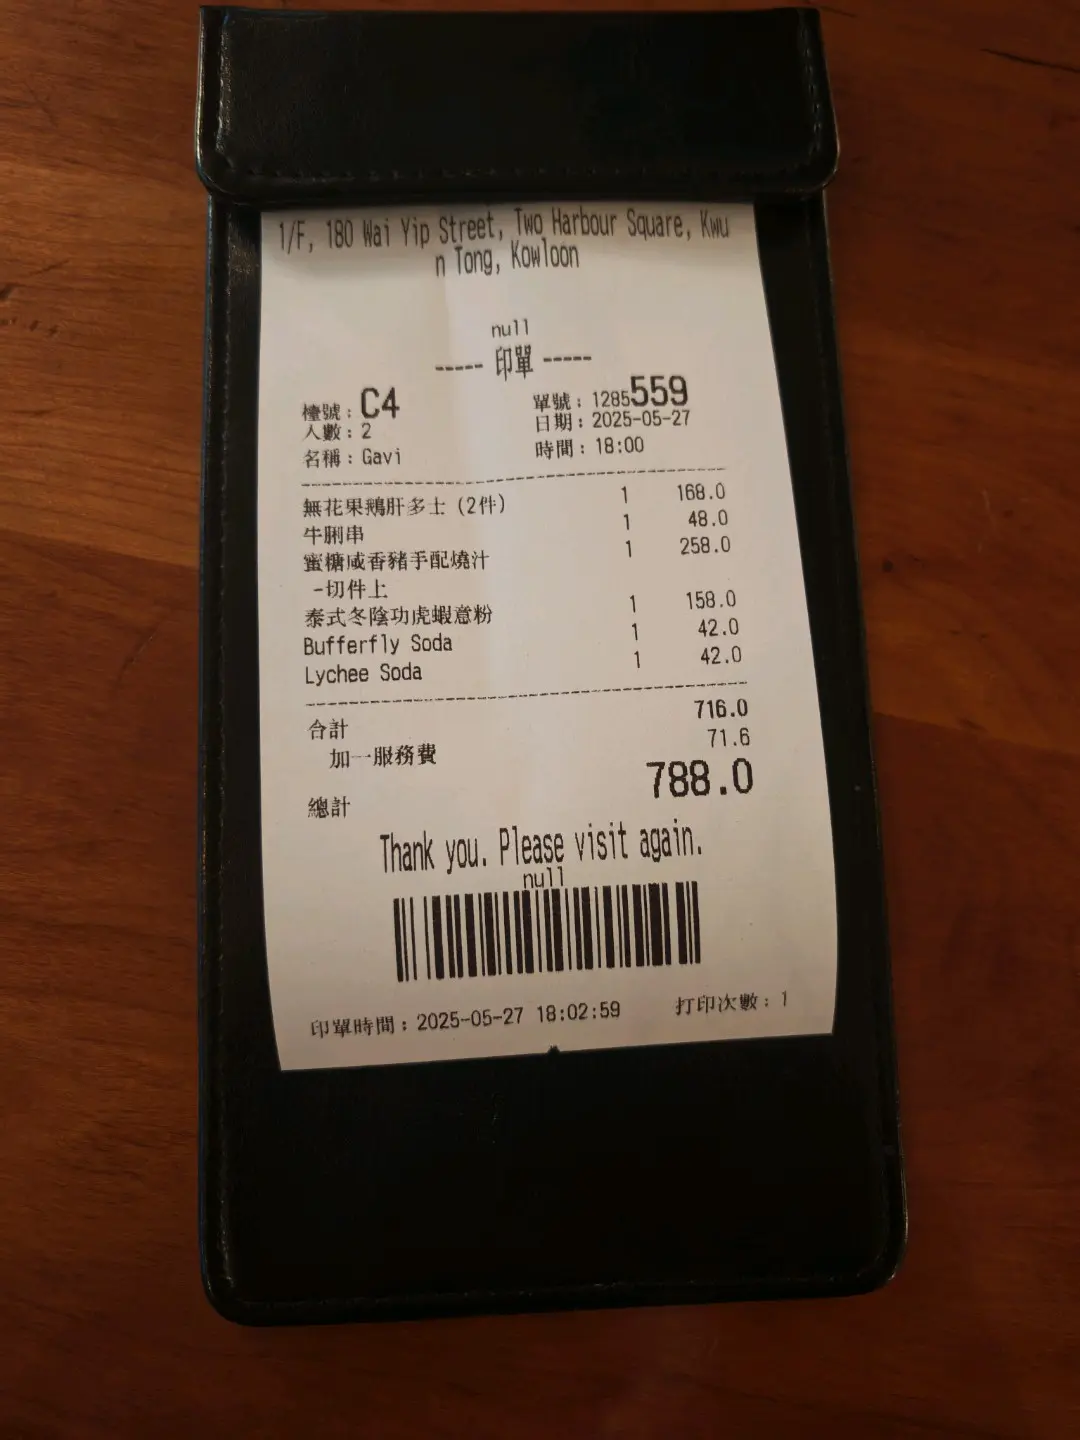 1/F, 180 Wai Yip Street, Two Harbour Square, Kwu
n Tong, Kowloon
null
----- 印單 -----
檯號：C4 單號：1285559
人數：2 日期：2025-05-27
名稱：Gavi 時間：18:00
無花果鵝肝多士 (2件) 1 168.0
牛脷串 1 48.0
蜜糖咸香豬手配燒汁 1 258.0
-切件上
泰式冬陰功虎蝦意粉 1 158.0
Bufferfly Soda 1 42.0
Lychee Soda 1 42.0
合計 716.0
加一服務費 71.6
總計 788.0
Thank you. Please visit again.
null
印單時間：2025-05-27 18:02:59 打印次數：1